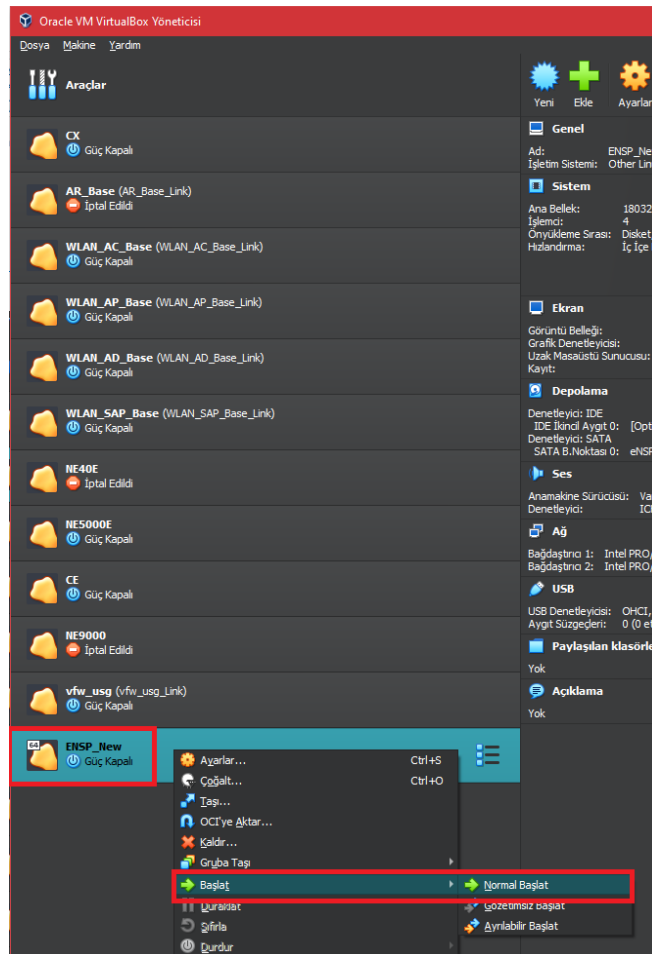 Oracle VM VirtualBox Yöneticisi
Dosya Makine Yardım
Araçlar
CX
Güç Kapalı
AR_Base (AR_Base_Link)
İptal Edildi
WLAN_AC_Base (WLAN_AC_Base_Link)
Güç Kapalı
WLAN_AP_Base (WLAN_AP_Base_Link)
Güç Kapalı
WLAN_AD_Base (WLAN_AD_Base_Link)
Güç Kapalı
WLAN_SAP_Base (WLAN_SAP_Base_Link)
Güç Kapalı
NE40E
İptal Edildi
NE5000E
Güç Kapalı
CE
Güç Kapalı
NE9000
İptal Edildi
vfw_usg (vfw_usg_Link)
Güç Kapalı
64
ENSP_New
Güç Kapalı
Ayarlar... Ctrl+S
Çoğalt... Ctrl+O
Taşı...
OCI'ye Aktar...
Kaldır...
Gruba Taşı
Başlat
Duraklat
Sıfırla
Durdur
Normal Başlat
Gözetimsiz Başlat
Ayrılabilir Başlat
Yeni Ekle Ayarlar
Genel
Ad: ENSP_Ne
İşletim Sistemi: Other Lin
Sistem
Ana Bellek: 18032
İşlemci: 4
Önyükleme Sırası: Disket,
Hızlandırma: İç İçe
Ekran
Görüntü Belleği:
Grafik Denetleyicisi:
Uzak Masaüstü Sunucusu:
Kayıt:
Depolama
Denetleyici: IDE
IDE İkincil Aygıt 0: [Opt
Denetleyici: SATA
SATA B.Noktası 0: eNSP
Ses
Anamakine Sürücüsü: Va
Denetleyici: IC
Ağ
Bağdaştırıcı 1: Intel PRO/
Bağdaştırıcı 2: Intel PRO/
USB
USB Denetleyicisi: OHCI,
Aygıt Süzgeçleri: 0 (0 et
Paylaşılan klasörle
Yok
Açıklama
Yok